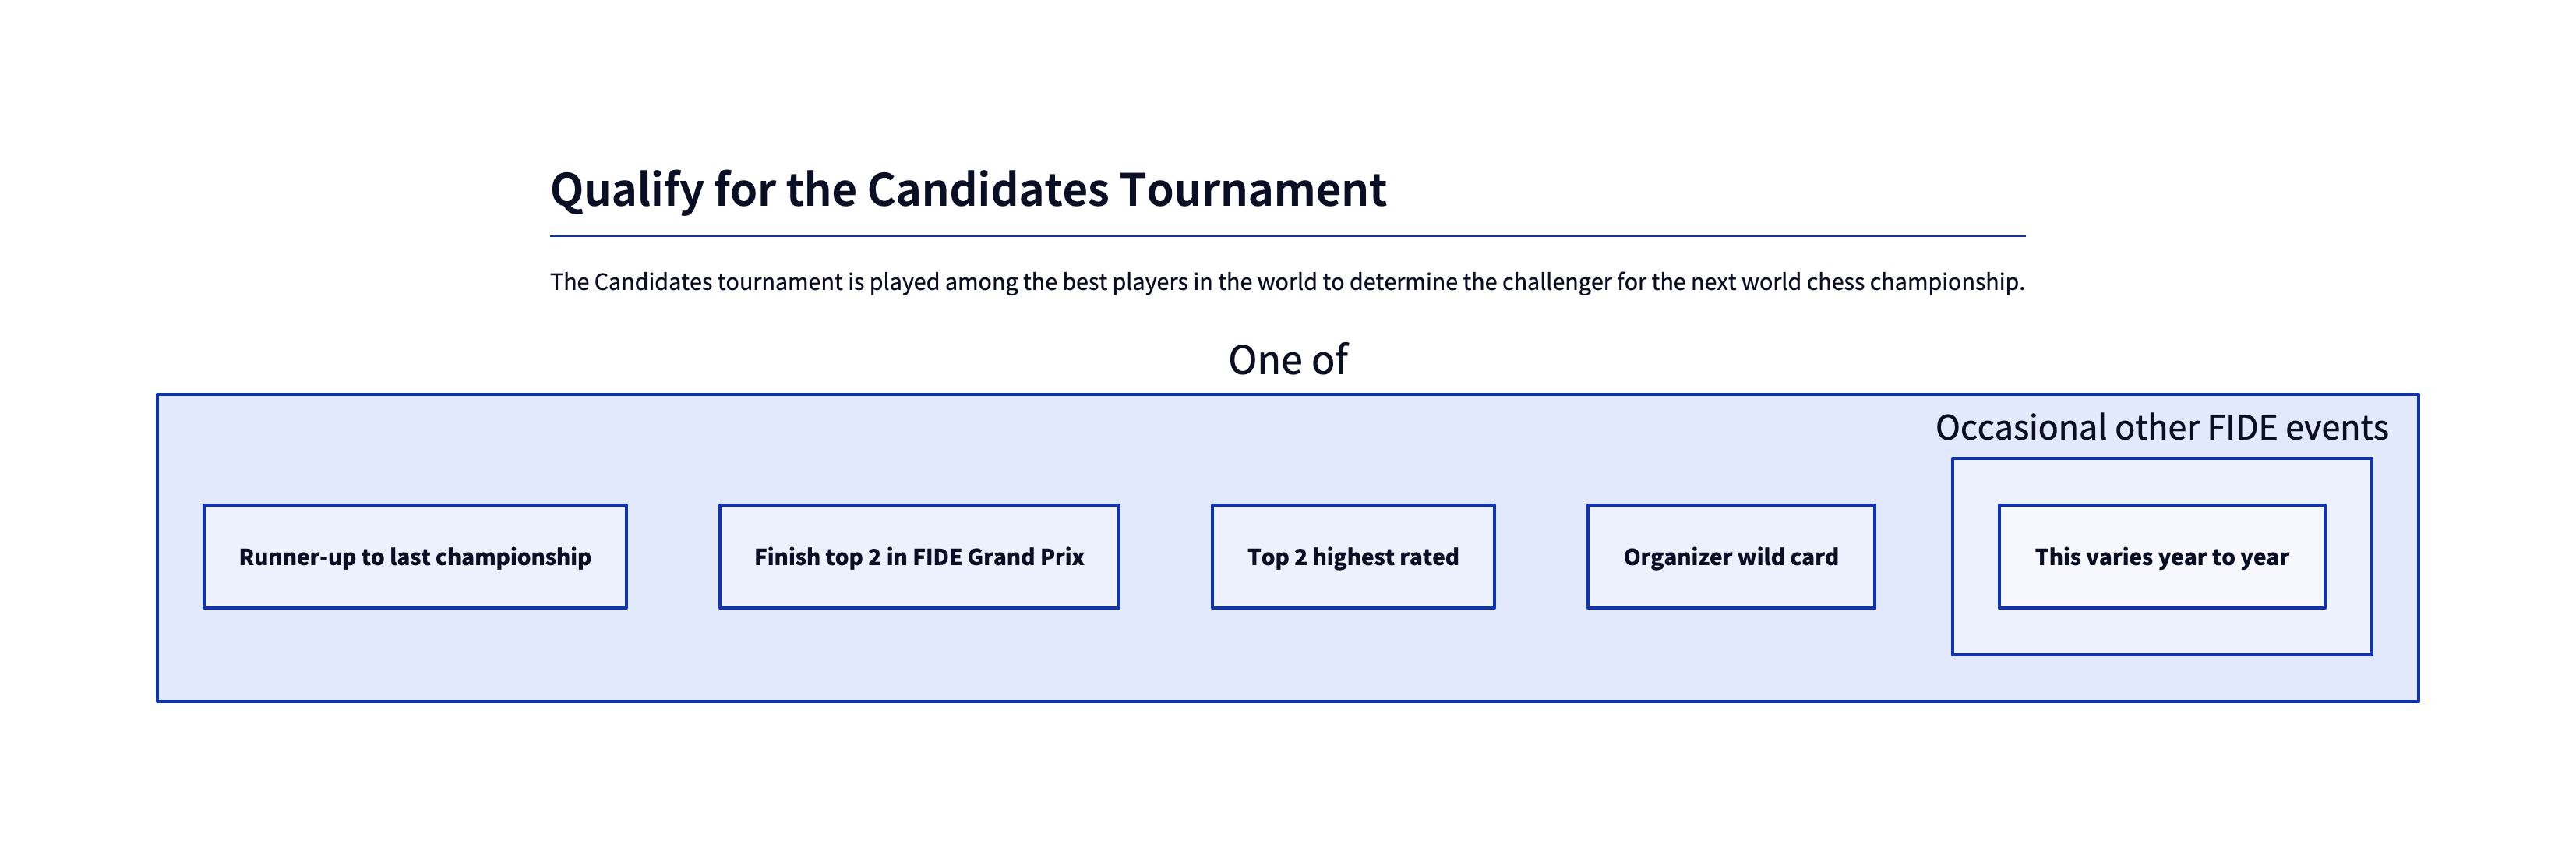 Qualify for the Candidates Tournament
The Candidates tournament is played among the best players in the world to determine the challenger for the next world chess championship.
One of
Occasional other FIDE events
Runner-up to last championship
Finish top 2 in FIDE Grand Prix
Top 2 highest rated
Organizer wild card
This varies year to year